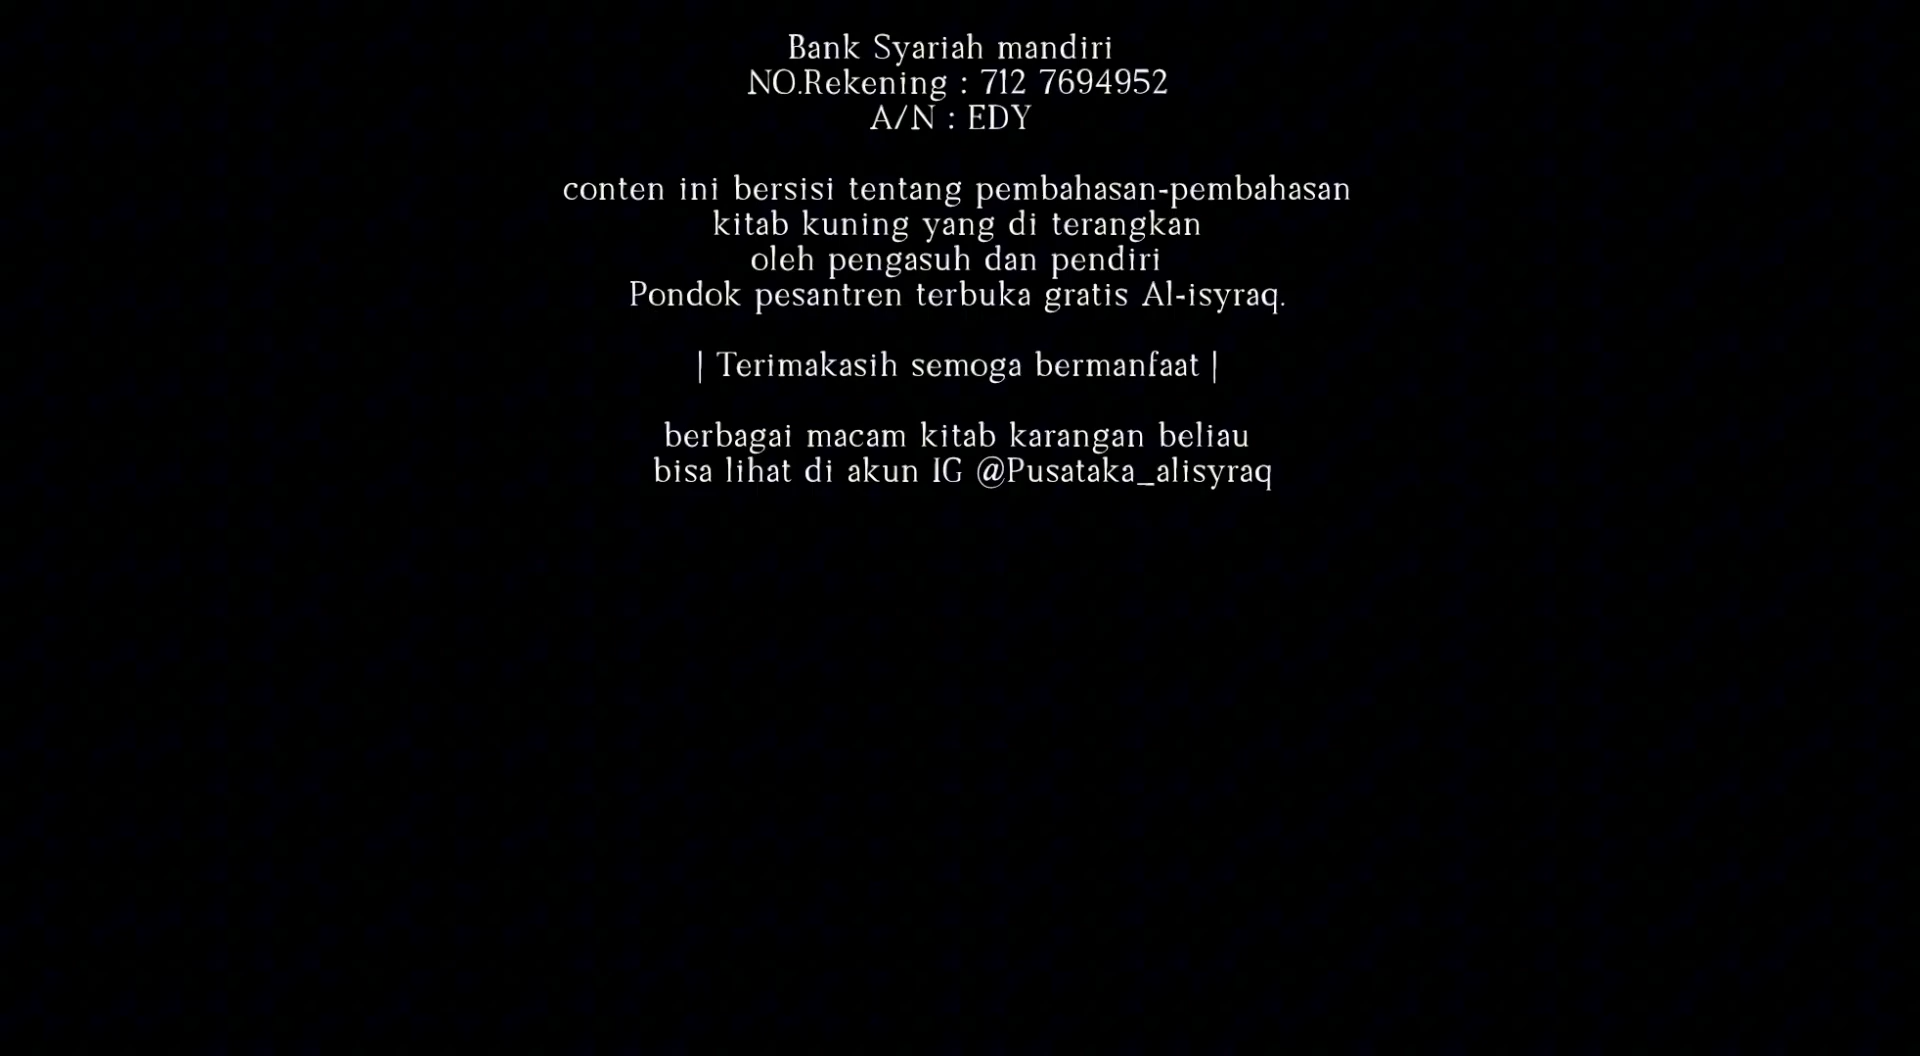 Bank Syariah mandiri
NO.Rekening : 712 7694952
A/N : EDY
conten ini bersisi tentang pembahasan-pembahasan
kitab kuning yang di terangkan
oleh pengasuh dan pendiri
Pondok pesantren terbuka gratis Al-isyraq.
| Terimakasih semoga bermanfaat |
berbagai macam kitab karangan beliau
bisa lihat di akun IG @Pusataka_alisyraq